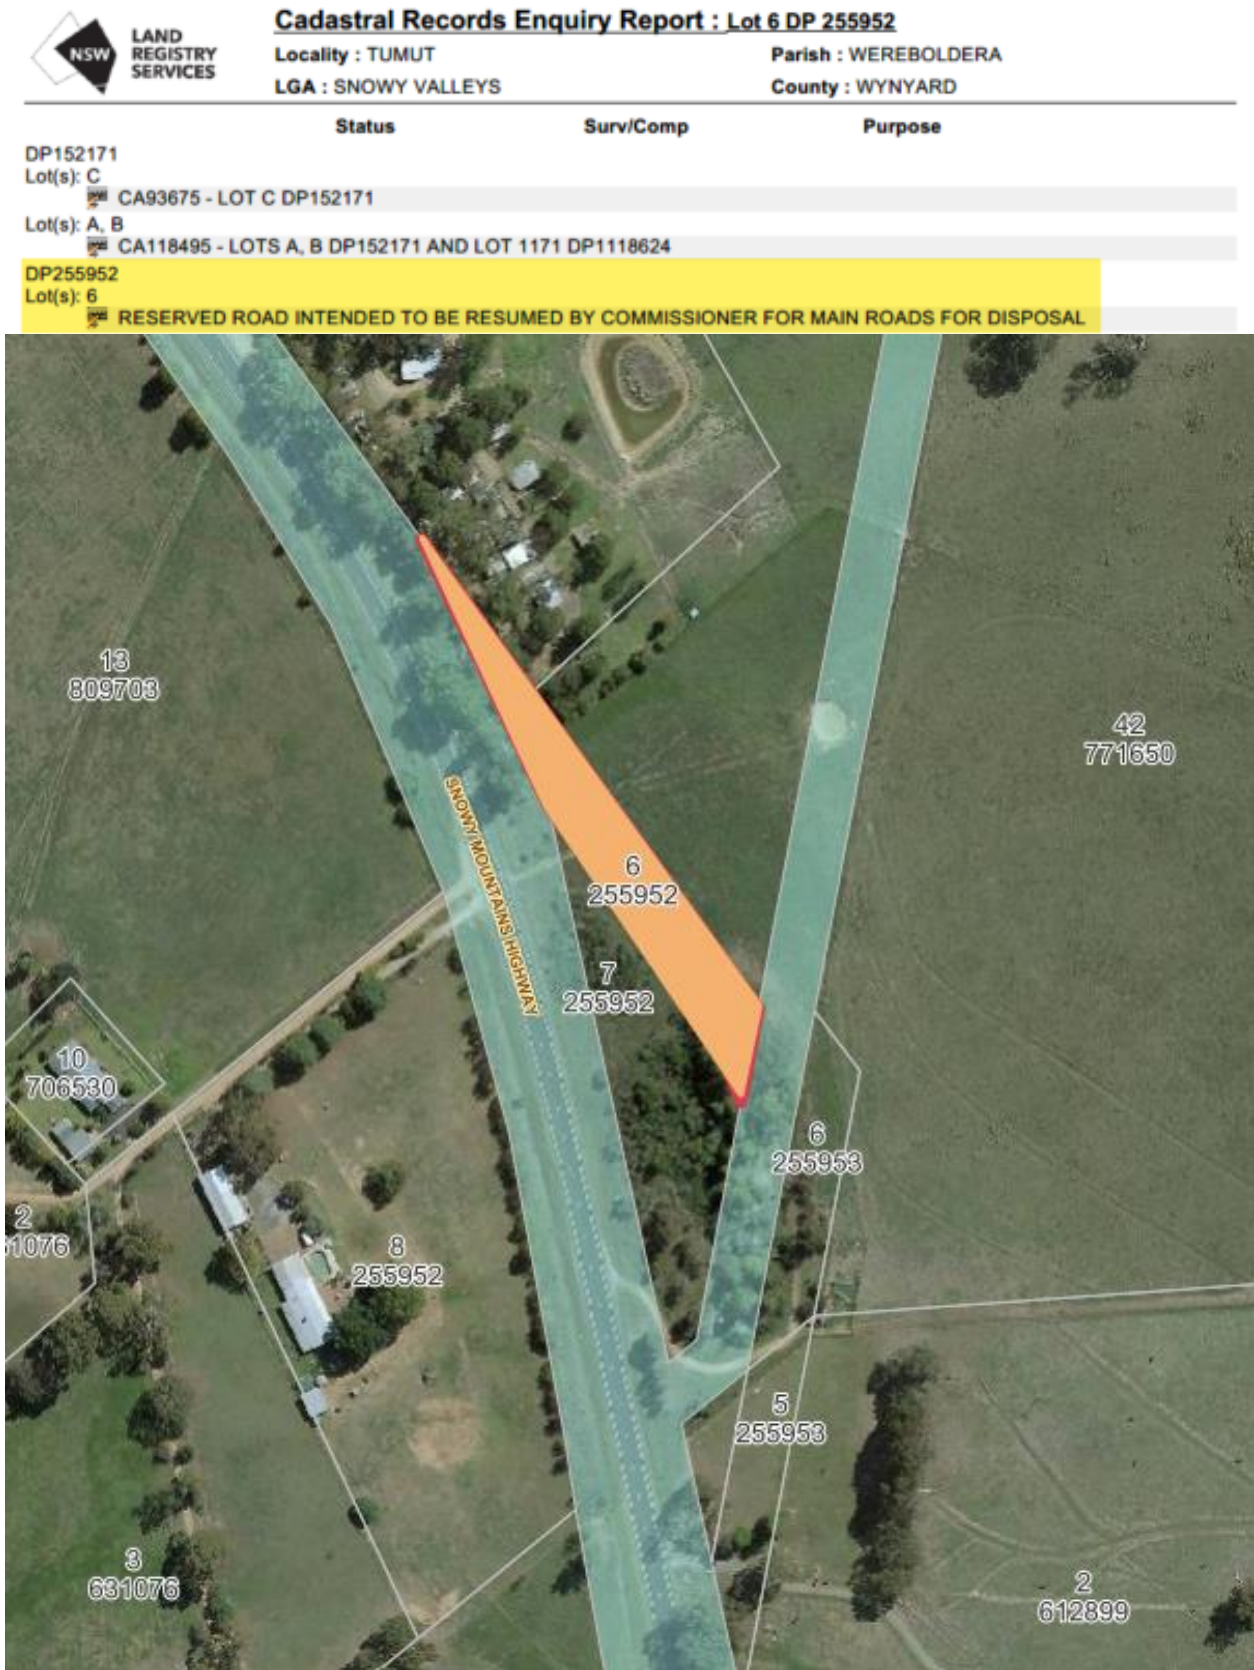 NSW
LAND
REGISTRY
SERVICES
Cadastral Records Enquiry Report : Lot 6 DP 255952
Locality : TUMUT
Parish : WEREBOLDERA
LGA : SNOWY VALLEYS
County : WYNYARD
Status Surv/Comp Purpose
DP152171
Lot(s): C
CA93675 - LOT C DP152171
Lot(s): A, B
CA118495 - LOTS A, B DP152171 AND LOT 1171 DP1118624
DP255952
Lot(s): 6
RESERVED ROAD INTENDED TO BE RESUMED BY COMMISSIONER FOR MAIN ROADS FOR DISPOSAL
13
809703
42
771650
SNOWY MOUNTAINS HIGHWAY
6
255952
7
255952
10
706530
6
255953
2
1076
8
255952
5
255953
3
631076
2
612899